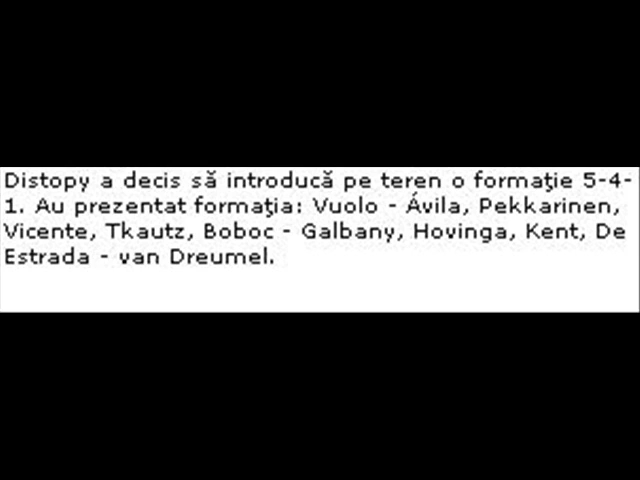 Distopy a decis să introducă pe teren o formaţie 5-4-
1. Au prezentat formaţia: Vuolo - Ávila, Pekkarinen,
Vicente, Tkautz, Boboc - Galbany, Hovinga, Kent, De
Estrada - van Dreumel.